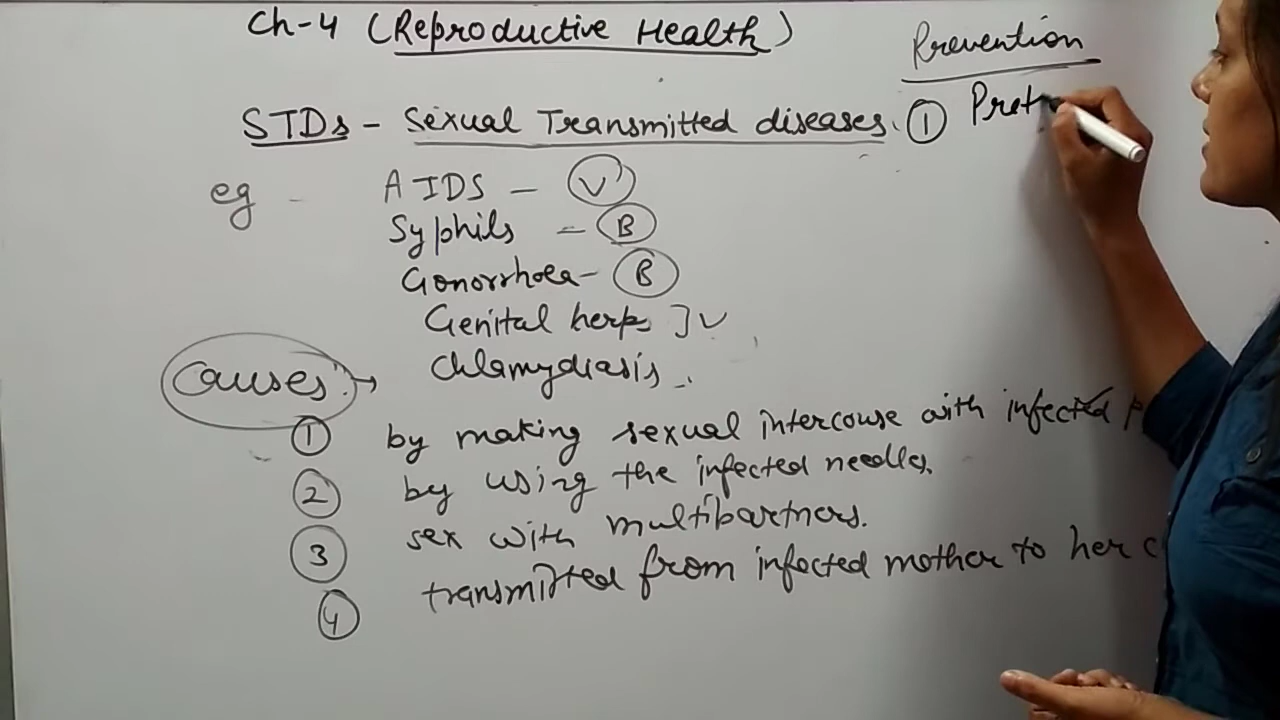 Ch-4 (Reproductive Health)
Prevention
STDs - Sexual Transmitted diseases.
① Prot
eg - AIDS - V
Syphils - B
Gonorrhoea - B
Genital herps ] V
Chlamydiasis
Causes: →
① by making sexual intercouse with infected p
② by using the infected needles.
③ sex with multibartners.
④ transmitted from infected mother to her c